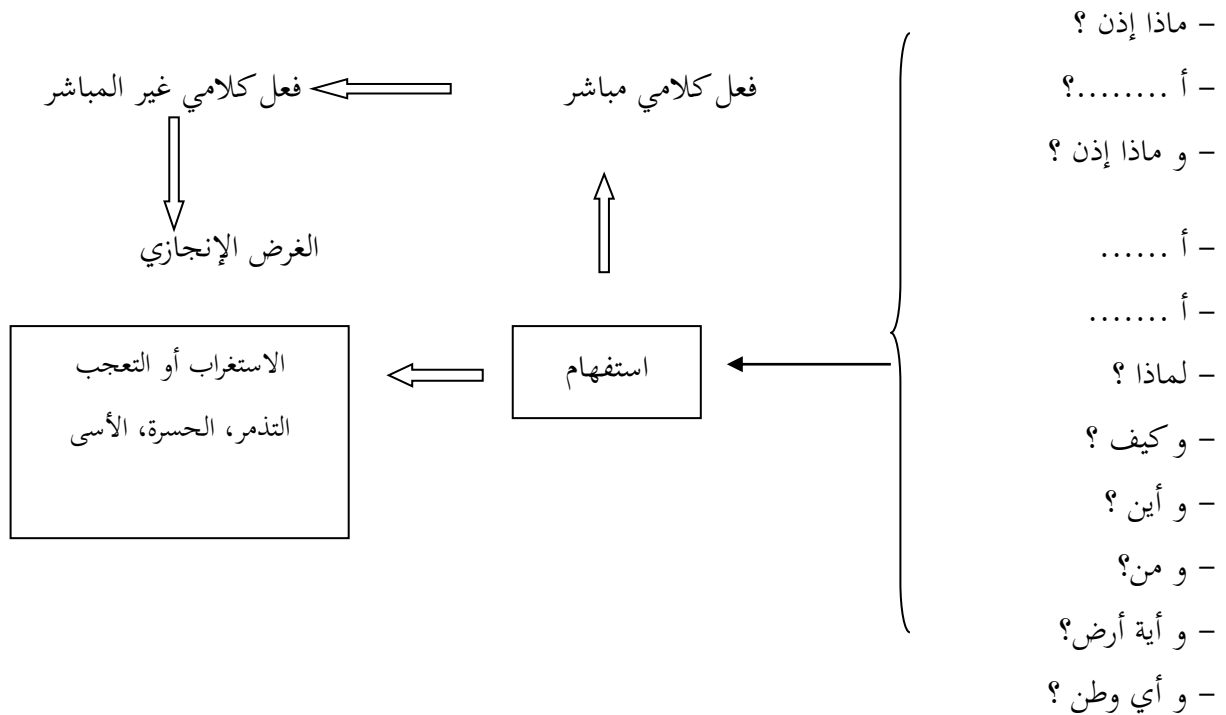 – ماذا إذن ؟
– أ ........؟
– و ماذا إذن ؟
– أ ......
– أ .......
– لماذا ؟
– و كيف ؟
– و أين ؟
– و من؟
– و أية أرض؟
– و أي وطن ؟
فعل كلامي مباشر
فعل كلامي غير المباشر
الغرض الإنجازي
استفهام
الاستغراب أو التعجب
التذمر، الحسرة، الأسى